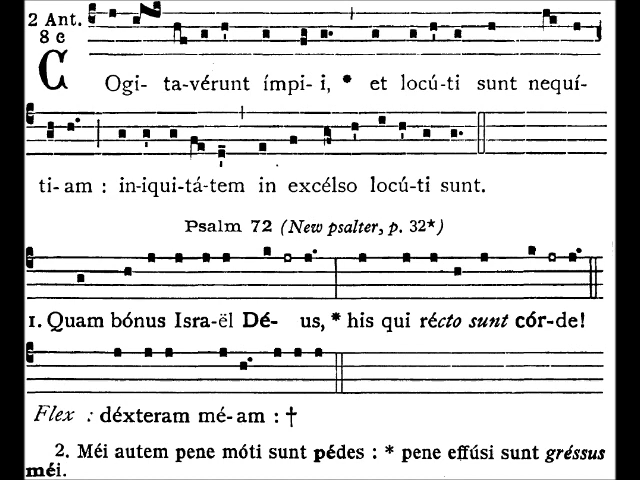 2 Ant.
8 c
COgi- ta-vérunt ímpi- i, * et locú-ti sunt nequí-
ti-am : in-iqui-tá-tem in excélso locú-ti sunt.
Psalm 72 (New psalter, p. 32*)
1. Quam bónus Isra-ël Dé- us, * his qui récto sunt cór-de!
Flex : déxteram mé-am : †
2. Méi autem pene móti sunt pédes : * pene effúsi sunt gréssus
méi.